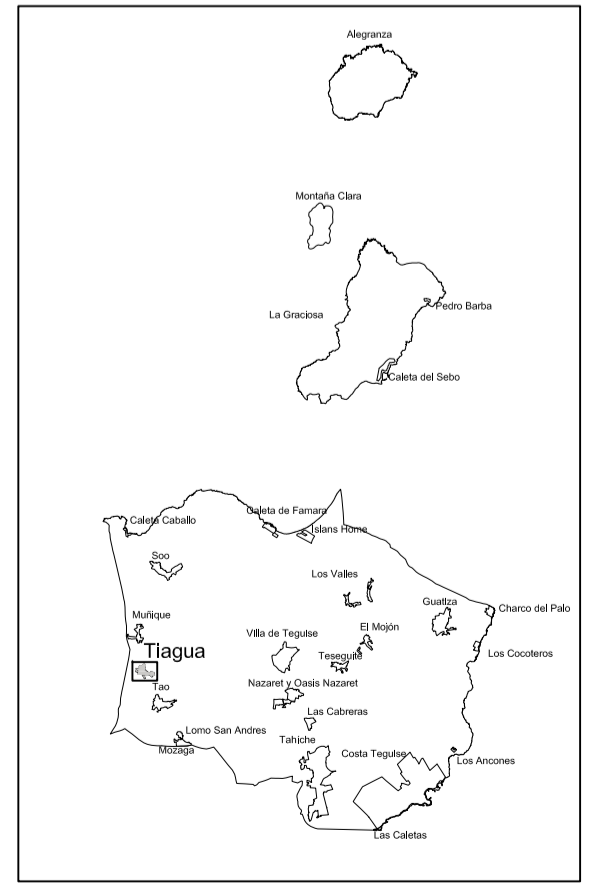 Alegranza
Montaña Clara
La Graciosa
Pedro Barba
Caleta del Sebo
Caleta de Famara
Caleta Caballo
Islans Home
Soo
Los Valles
Guatiza
Charco del Palo
Muñique
El Mojón
Tiagua
Villa de Teguise
Los Cocoteros
Teseguite
Tao
Nazaret y Oasis Nazaret
Las Cabreras
Lomo San Andres
Tahiche
Mozaga
Costa Teguise
Los Ancones
Las Caletas